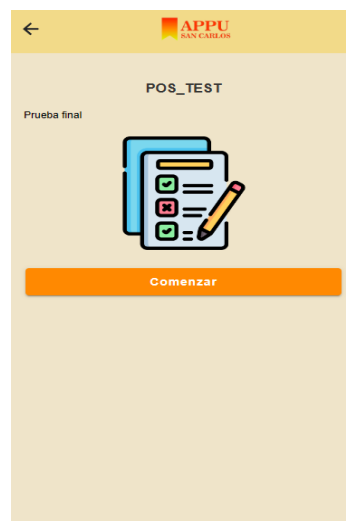 APPU
SAN CARLOS
POS_TEST
Prueba final
Comenzar